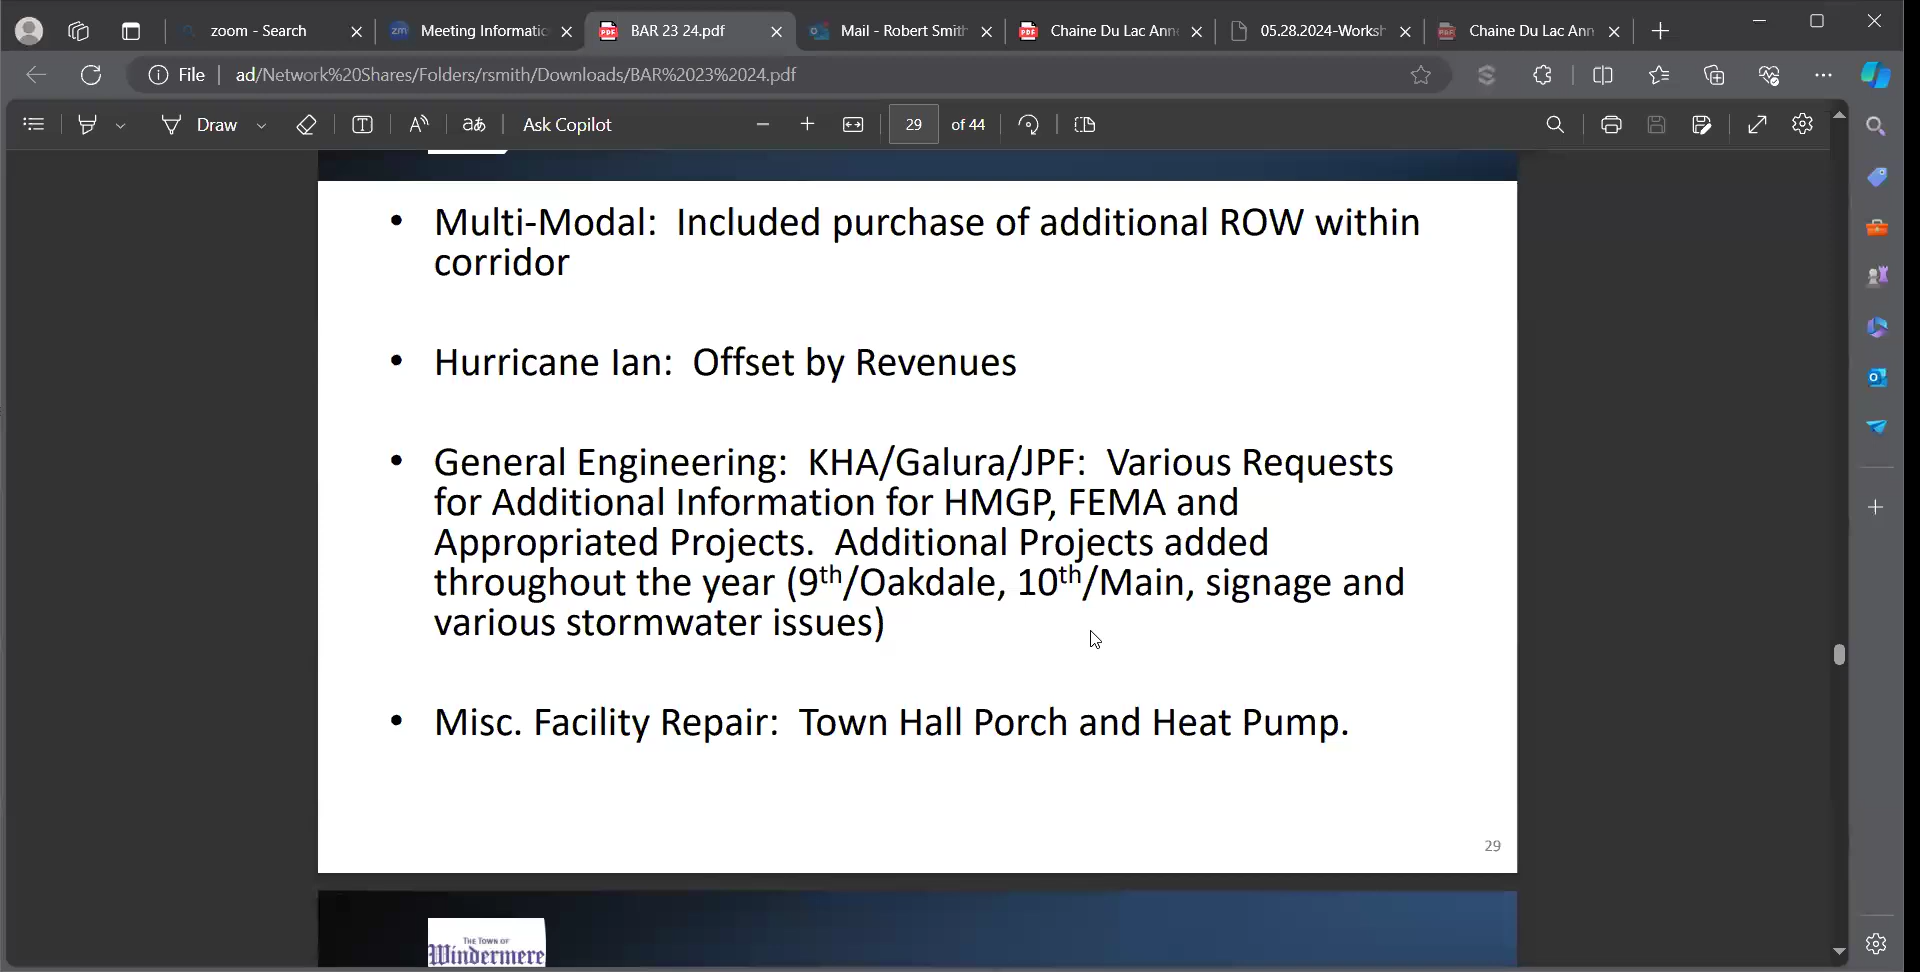 zoom - Search
Meeting Informatic
BAR 23 24.pdf
Mail - Robert Smith
Chaine Du Lac Ann
05.28.2024-Worksh
Chaine Du Lac Ann
File
ad/Network%20Shares/Folders/rsmith/Downloads/BAR%2023%2024.pdf
Draw
Ask Copilot
29
of 44
• Multi-Modal: Included purchase of additional ROW within
corridor
• Hurricane Ian: Offset by Revenues
• General Engineering: KHA/Galura/JPF: Various Requests
for Additional Information for HMGP, FEMA and
Appropriated Projects. Additional Projects added
throughout the year (9th/Oakdale, 10th/Main, signage and
various stormwater issues)
• Misc. Facility Repair: Town Hall Porch and Heat Pump.
29
THE TOWN OF
Windermere